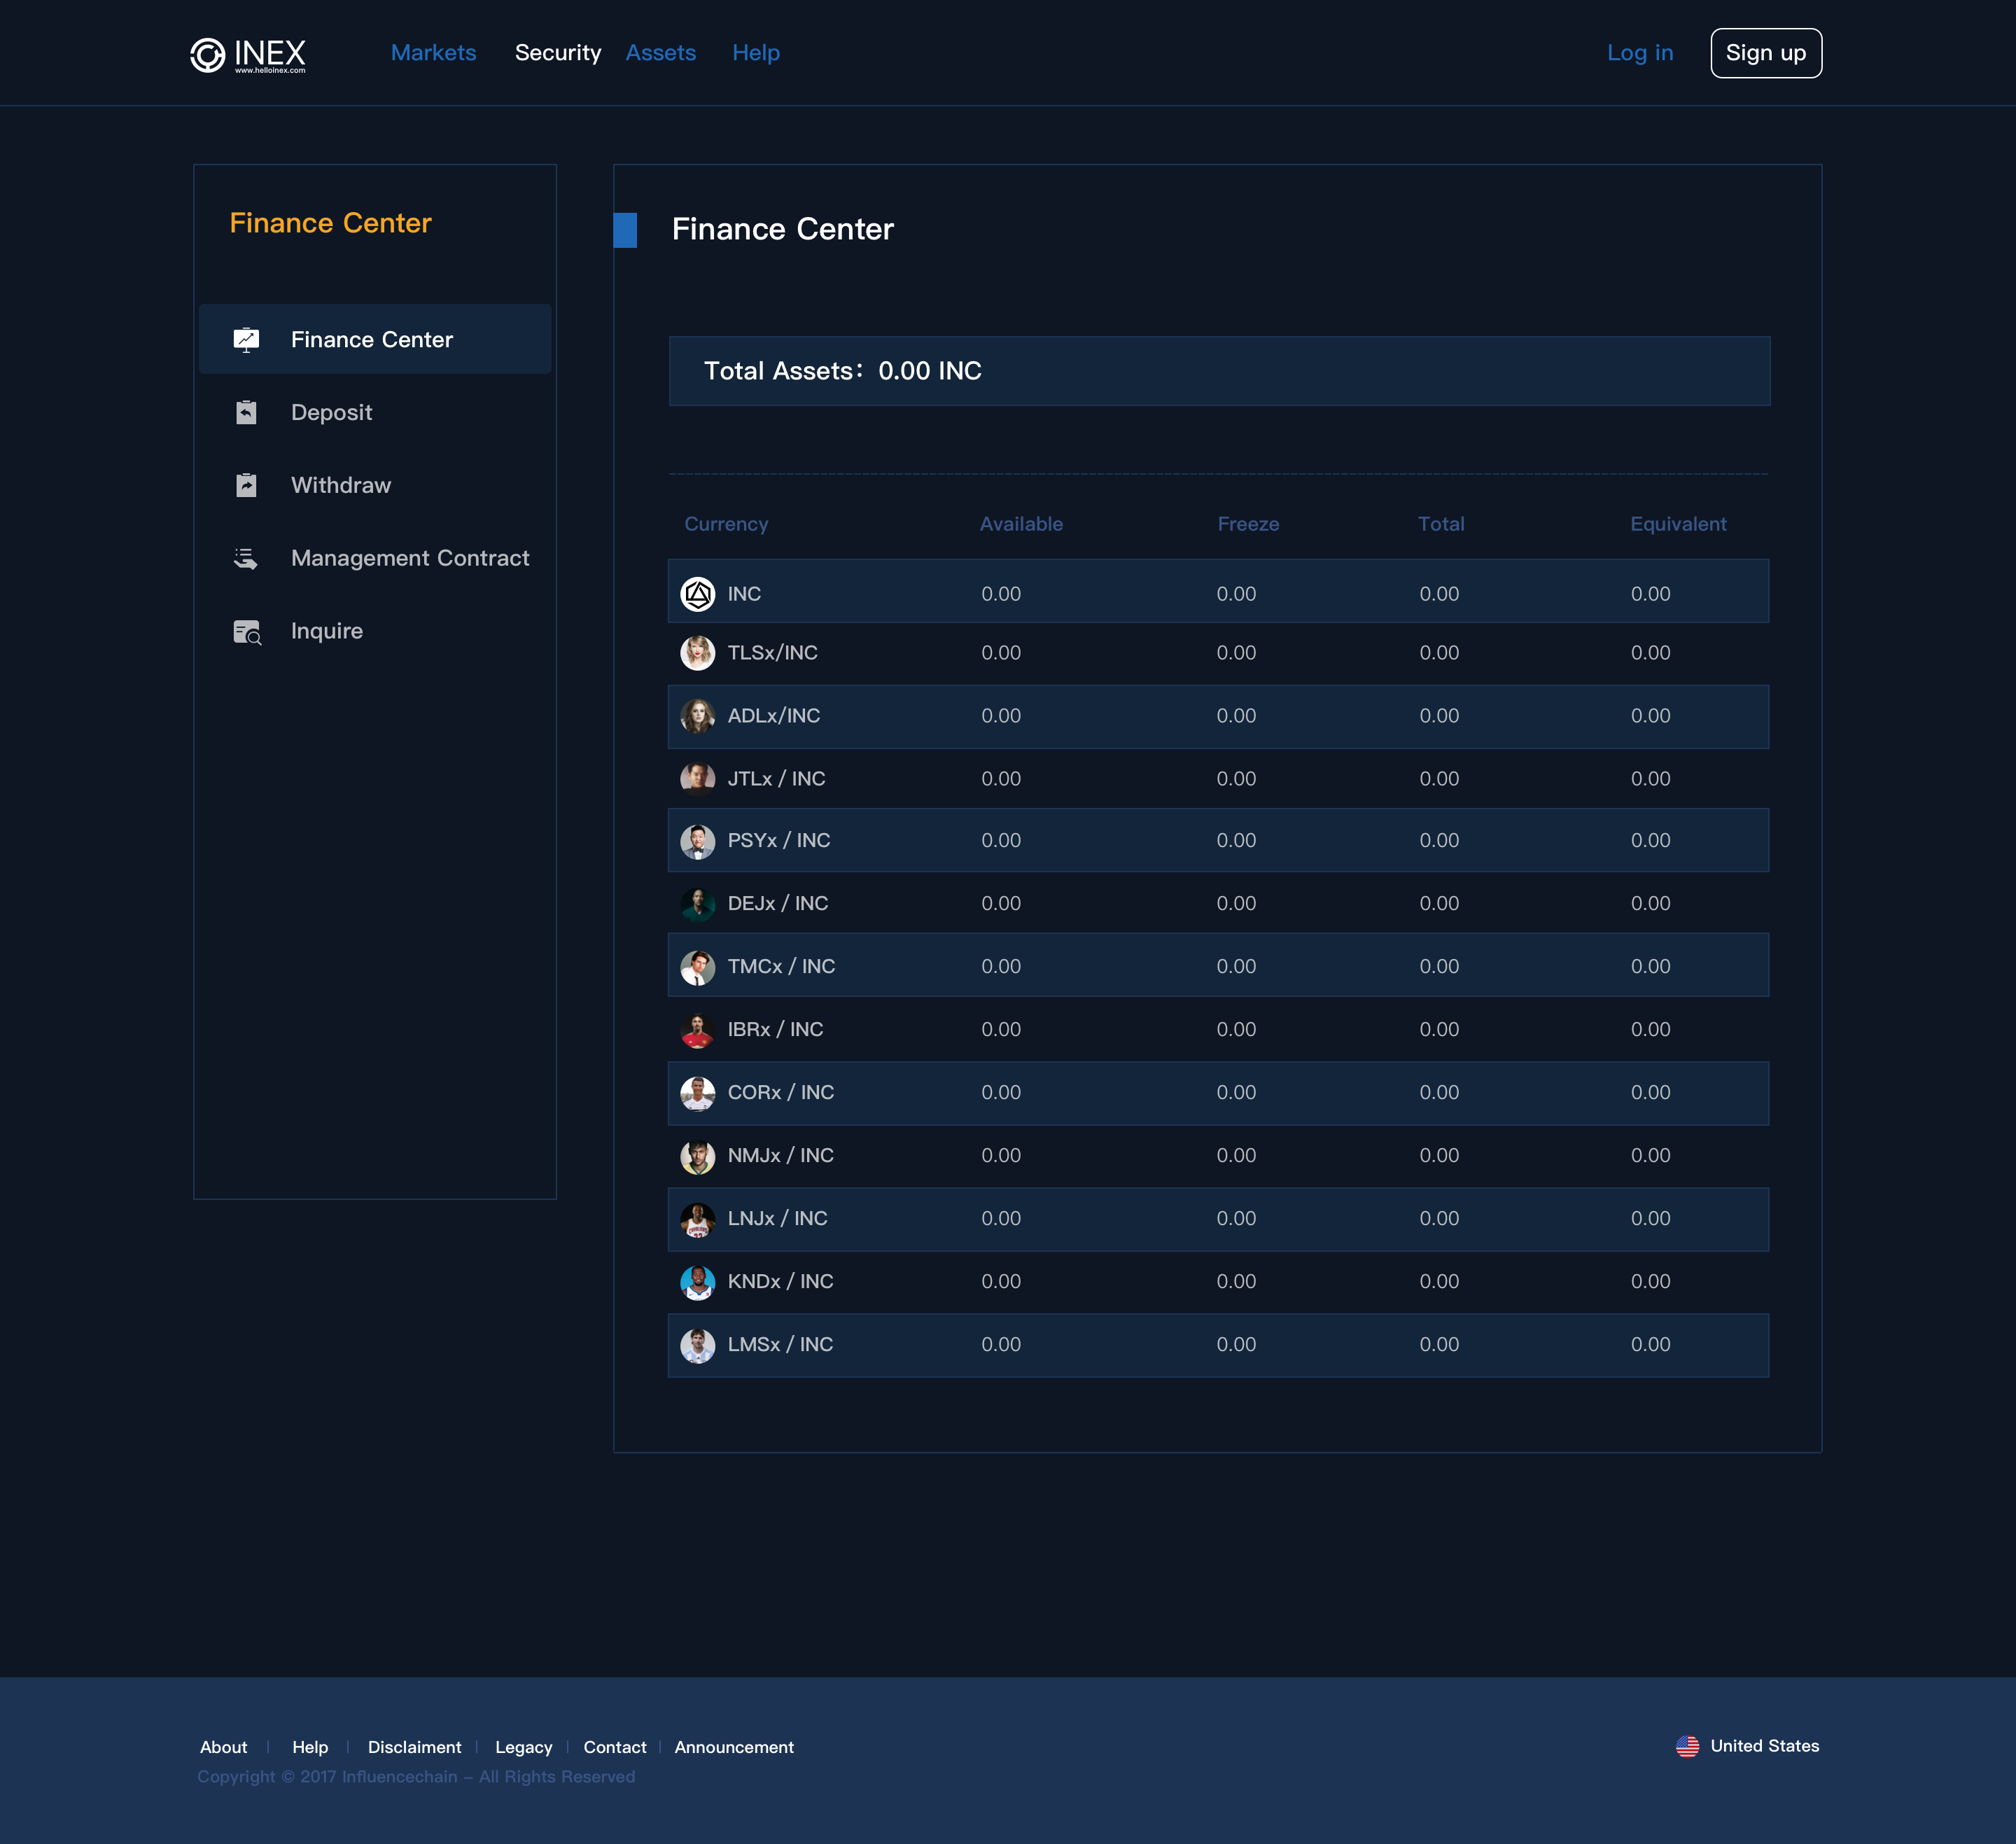 INEX
www.helloinex.com
Markets Security Assets Help
Log in Sign up
Finance Center
Finance Center
Deposit
Withdraw
Management Contract
Inquire
Finance Center
Total Assets：0.00 INC
Currency Available Freeze Total Equivalent
INC 0.00 0.00 0.00 0.00
TLSx/INC 0.00 0.00 0.00 0.00
ADLx/INC 0.00 0.00 0.00 0.00
JTLx / INC 0.00 0.00 0.00 0.00
PSYx / INC 0.00 0.00 0.00 0.00
DEJx / INC 0.00 0.00 0.00 0.00
TMCx / INC 0.00 0.00 0.00 0.00
IBRx / INC 0.00 0.00 0.00 0.00
CORx / INC 0.00 0.00 0.00 0.00
NMJx / INC 0.00 0.00 0.00 0.00
LNJx / INC 0.00 0.00 0.00 0.00
KNDx / INC 0.00 0.00 0.00 0.00
LMSx / INC 0.00 0.00 0.00 0.00
About | Help | Disclaiment | Legacy | Contact | Announcement
United States
Copyright © 2017 Influencechain – All Rights Reserved